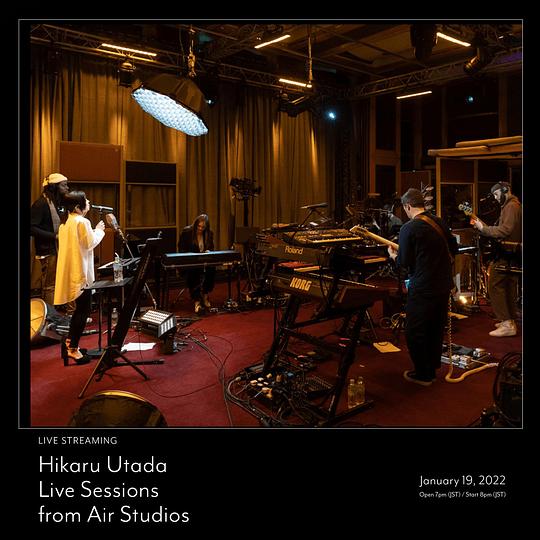 Roland
KORG
LIVE STREAMING
Hikaru Utada
Live Sessions
from Air Studios
January 19, 2022
Open 7pm (JST) / Start 8pm (JST)